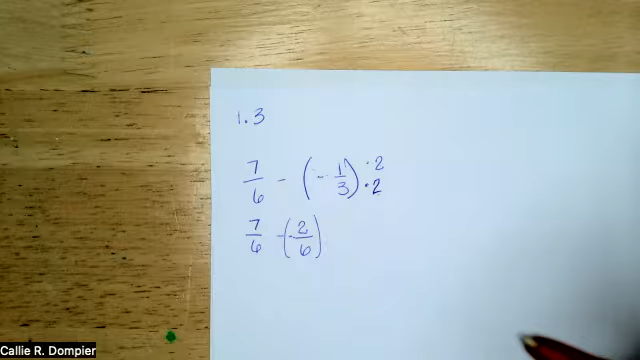 1.3
7/6 - (- 1/3) ·2 ·2
7/6 - (- 2/6)
Callie R. Dompier